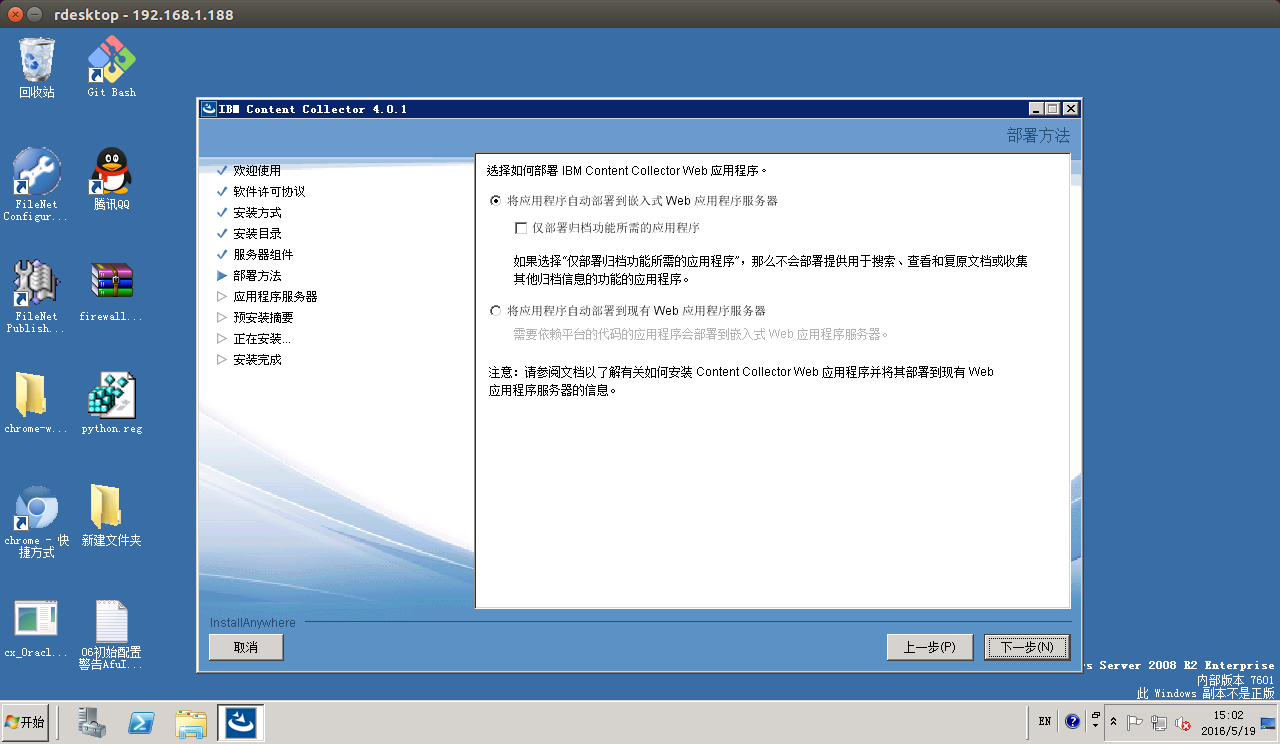 rdesktop - 192.168.1.188
回收站
Git Bash
FileNet
Configur...
腾讯QQ
FileNet
Publish...
firewall...
chrome-w...
python.reg
chrome - 快
捷方式
新建文件夹
cx_Oracl...
06初始配置
警告AfuI...
IBM Content Collector 4.0.1
部署方法
欢迎使用
软件许可协议
安装方式
安装目录
服务器组件
部署方法
应用程序服务器
预安装摘要
正在安装...
安装完成
选择如何部署 IBM Content Collector Web 应用程序。
将应用程序自动部署到嵌入式 Web 应用程序服务器
仅部署归档功能所需的应用程序
如果选择“仅部署归档功能所需的应用程序”，那么不会部署提供用于搜索、查看和复原文档或收集
其他归档信息的功能的应用程序。
将应用程序自动部署到现有 Web 应用程序服务器
需要依赖平台的代码的应用程序会部署到嵌入式 Web 应用程序服务器。
注意：请参阅文档以了解有关如何安装 Content Collector Web 应用程序并将其部署到现有 Web
应用程序服务器的信息。
InstallAnywhere
取消
上一步(P)
下一步(N)
s Server 2008 R2 Enterprise
内部版本 7601
此 Windows 副本不是正版
开始
EN
15:02
2016/5/19